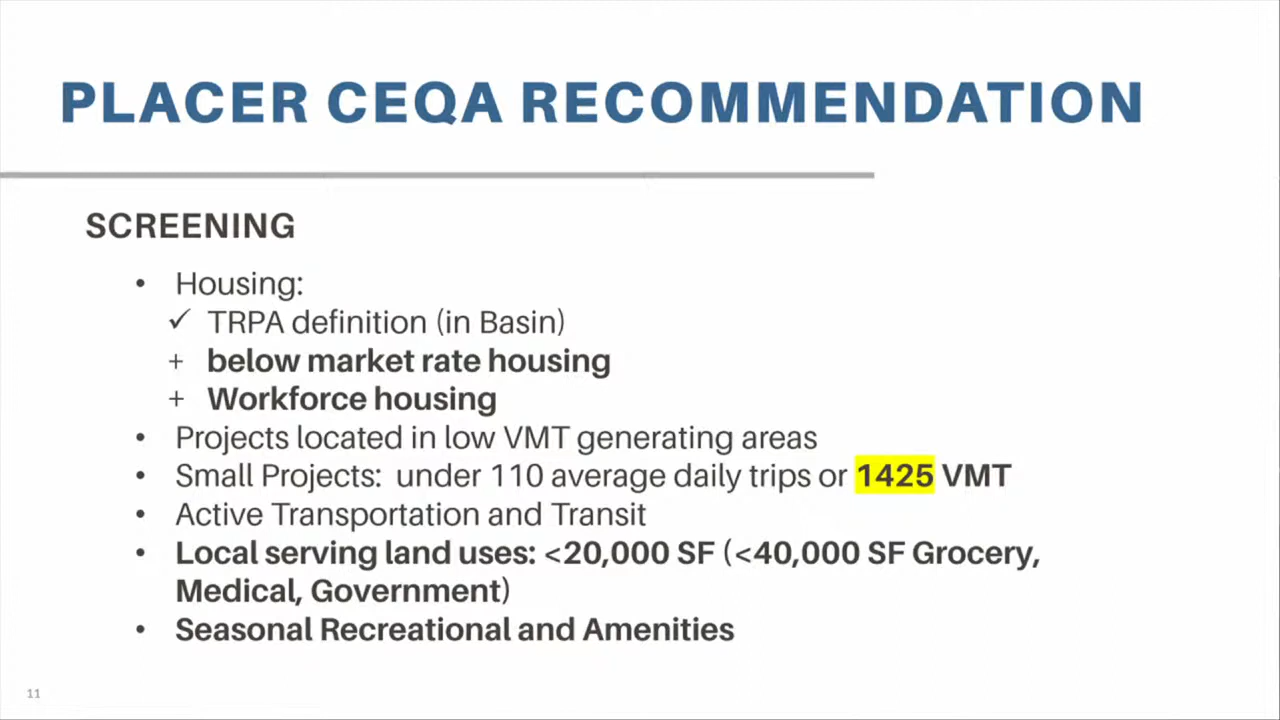 PLACER CEQA RECOMMENDATION
SCREENING
• Housing:
✓ TRPA definition (in Basin)
+ below market rate housing
+ Workforce housing
• Projects located in low VMT generating areas
• Small Projects: under 110 average daily trips or 1425 VMT
• Active Transportation and Transit
• Local serving land uses: <20,000 SF (<40,000 SF Grocery,
Medical, Government)
• Seasonal Recreational and Amenities
11